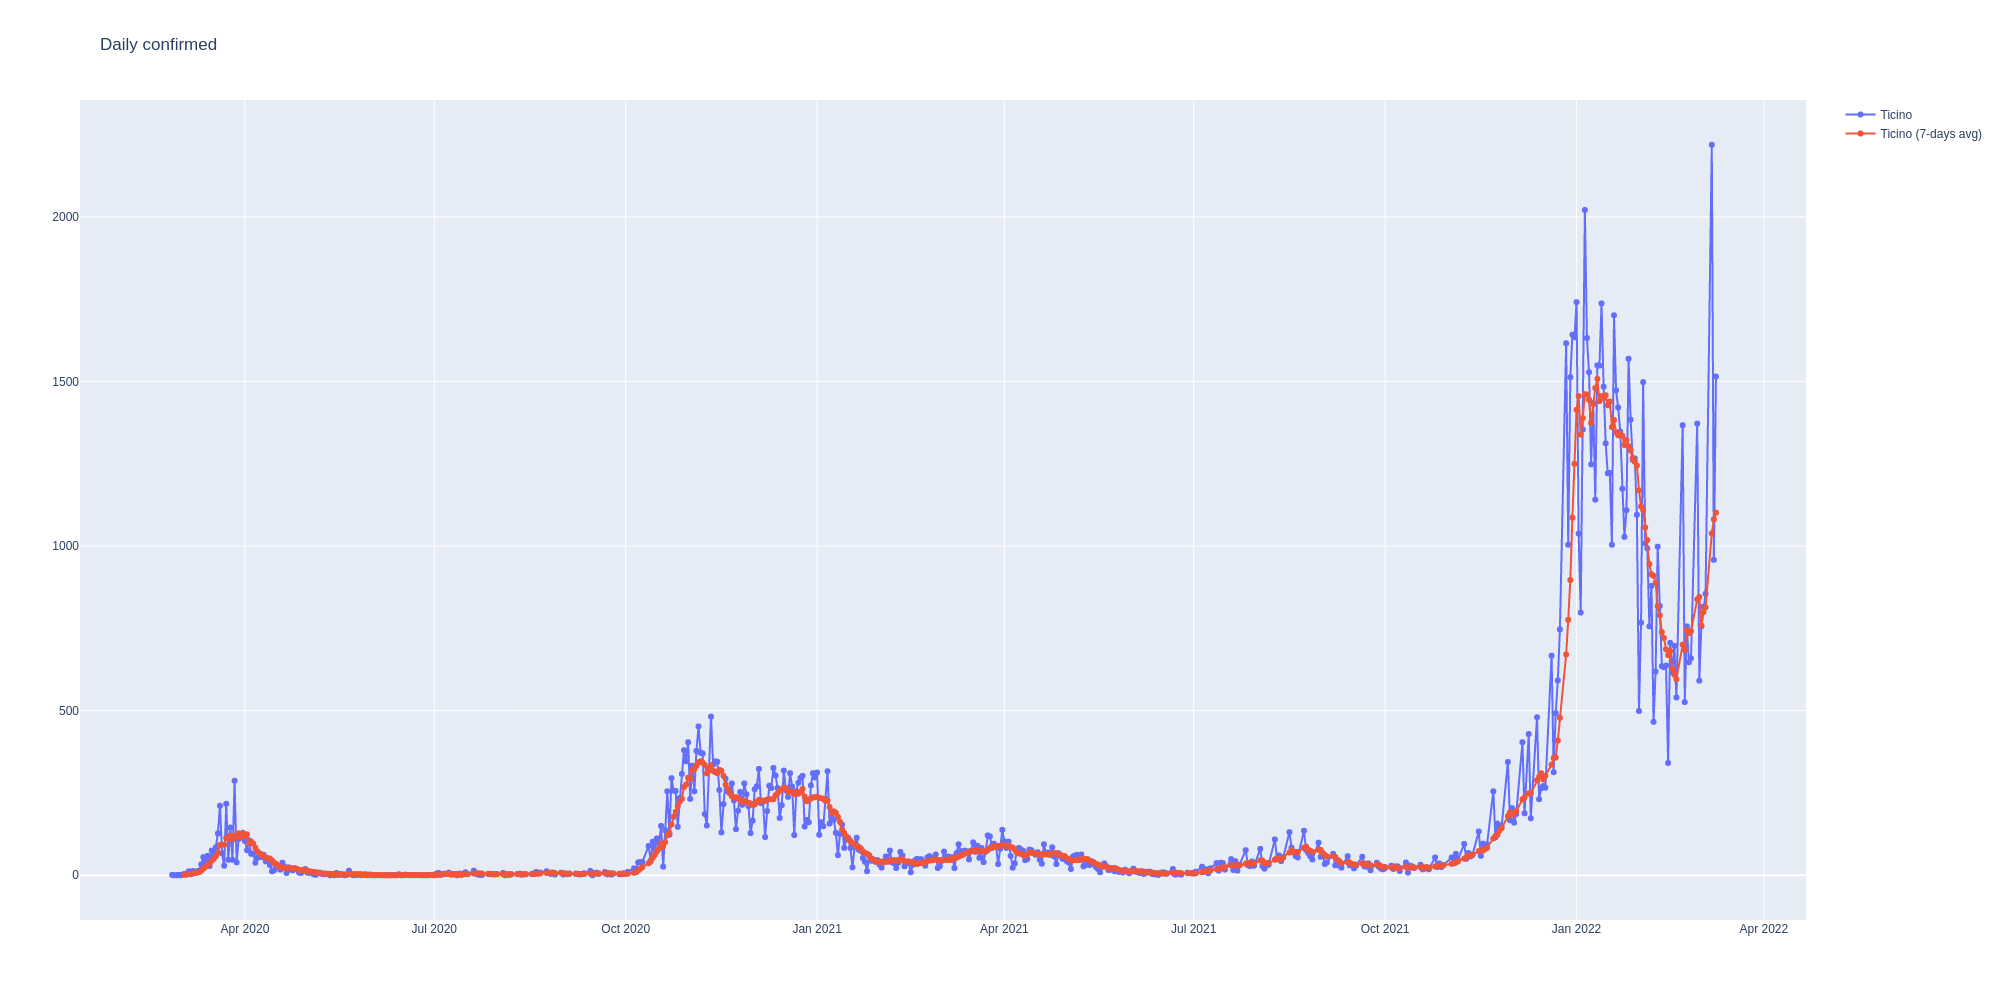 Daily confirmed
Ticino
Ticino (7-days avg)
2000
1500
1000
500
0
Apr 2020
Jul 2020
Oct 2020
Jan 2021
Apr 2021
Jul 2021
Oct 2021
Jan 2022
Apr 2022